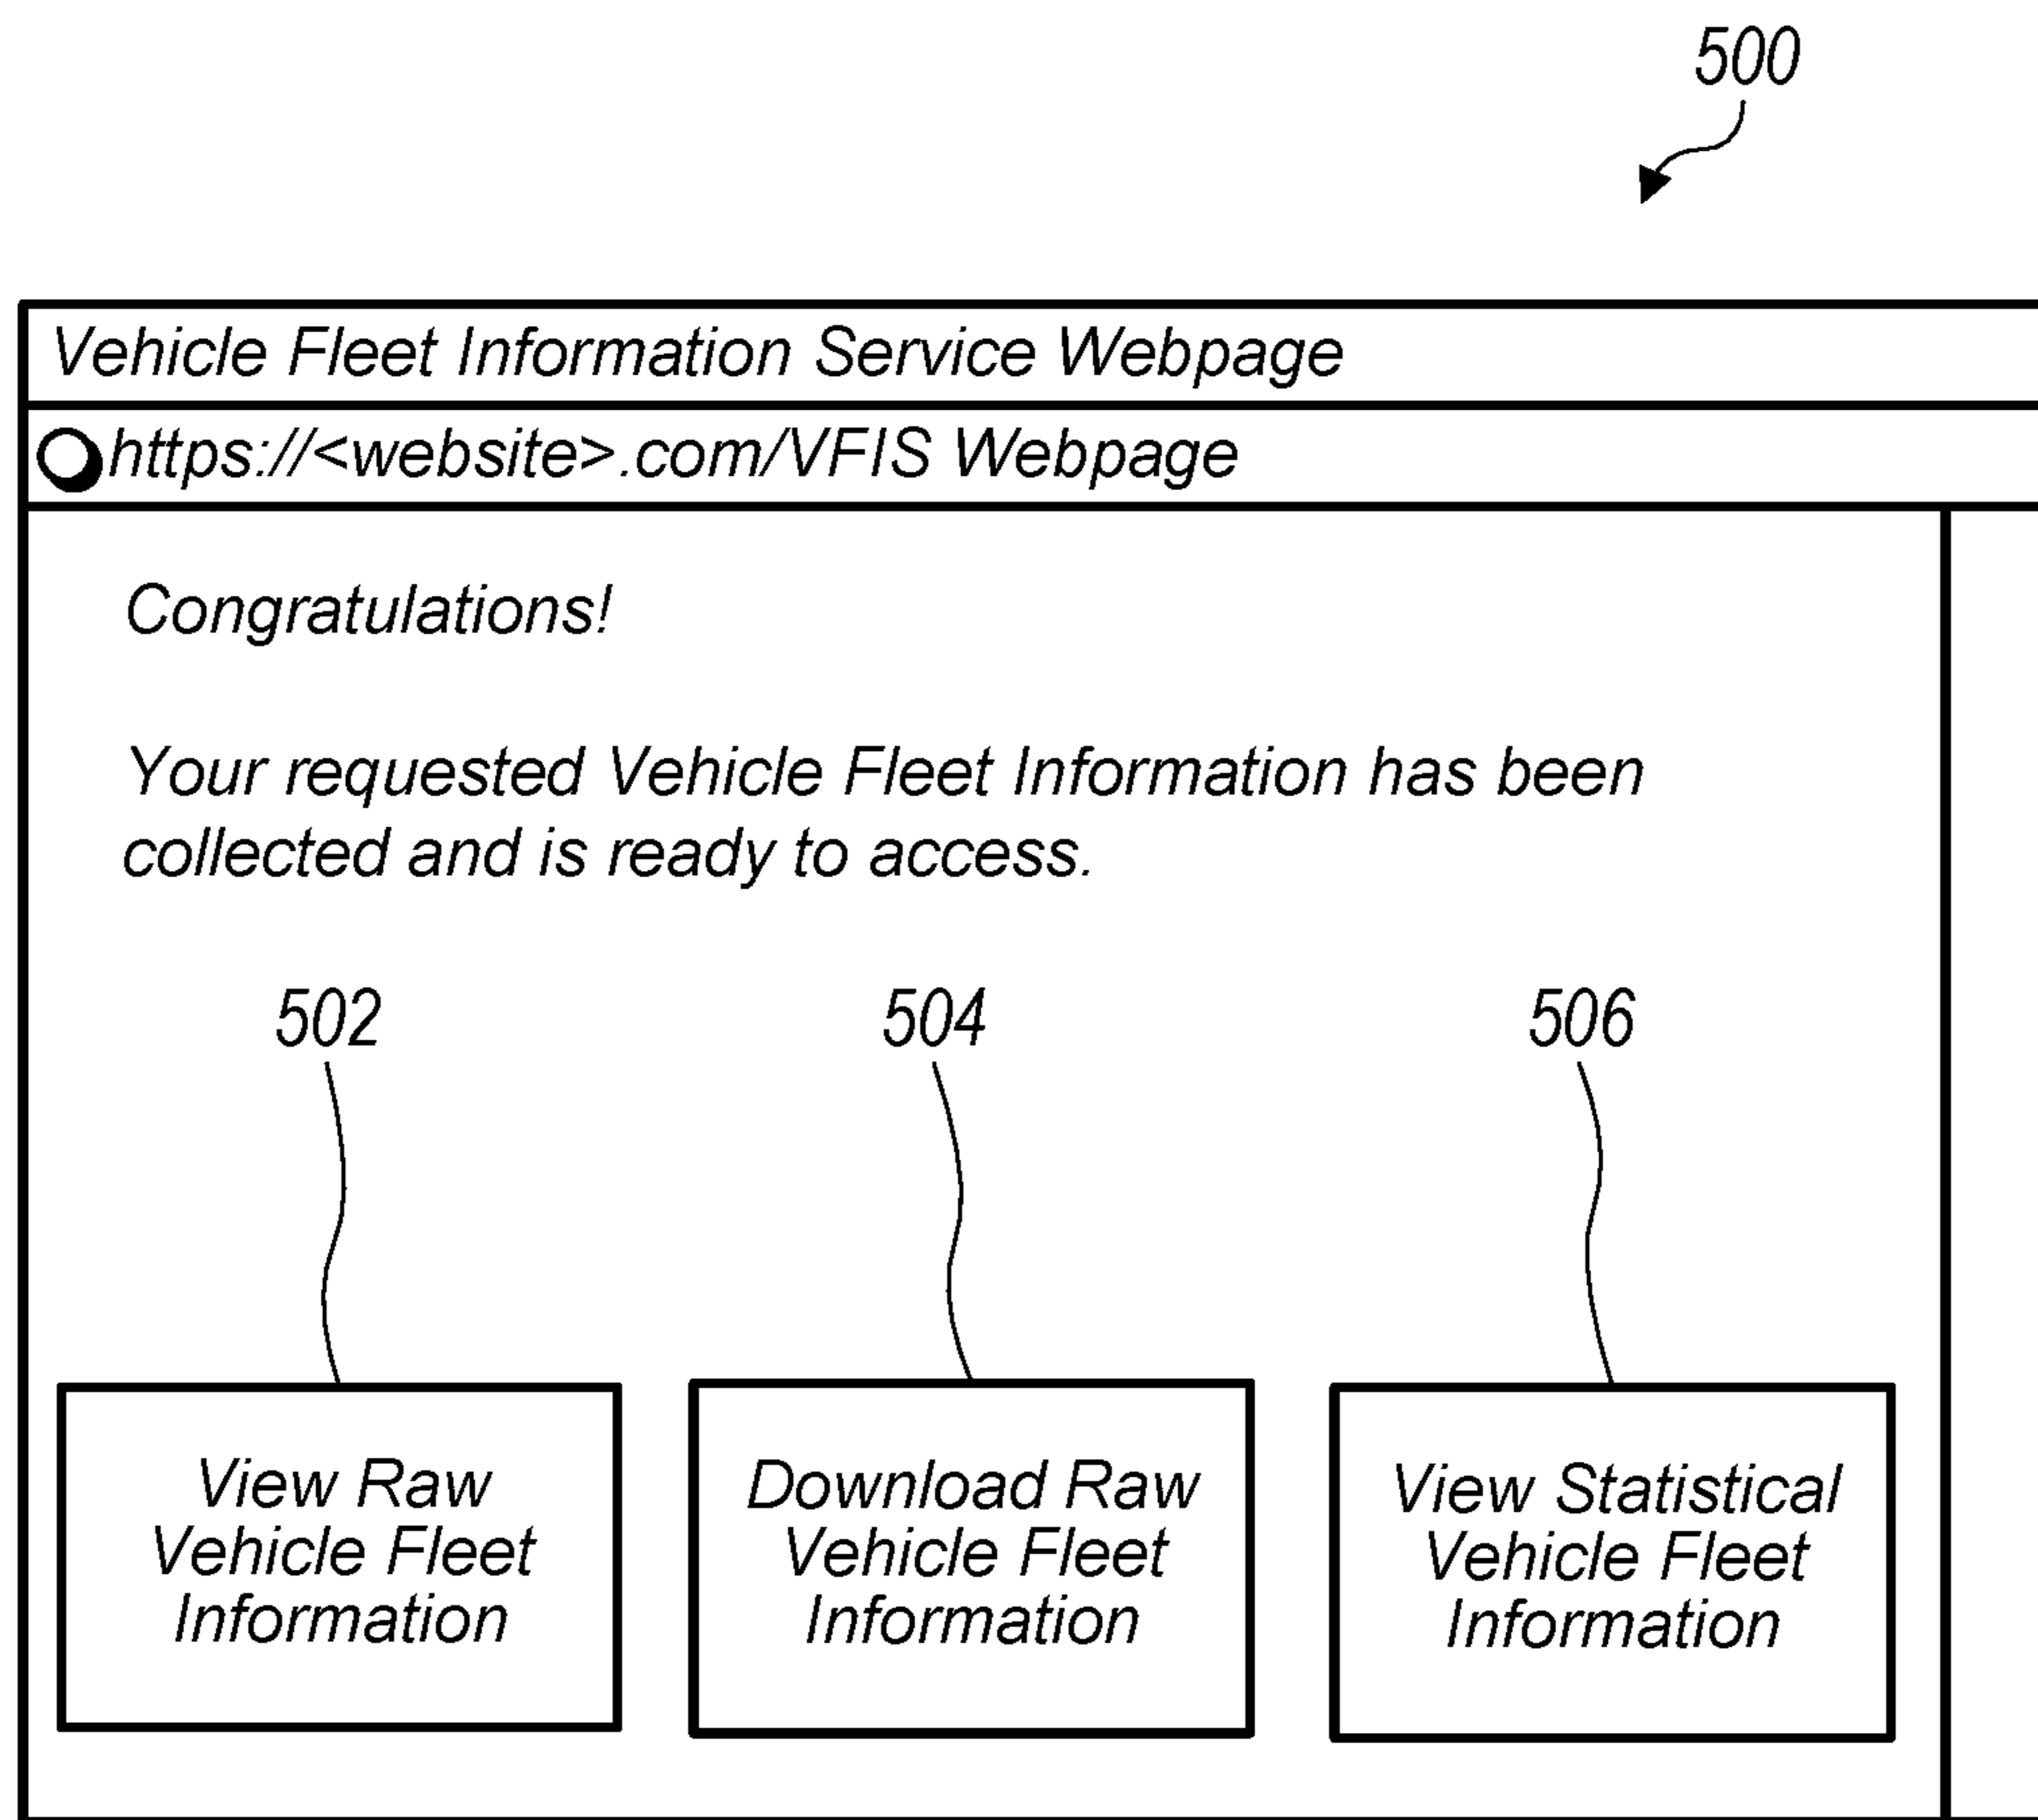 500
Vehicle Fleet Information Service Webpage
https://<website>.com/VFIS Webpage
Congratulations!
Your requested Vehicle Fleet Information has been
collected and is ready to access.
502
504
506
View Raw
Vehicle Fleet
Information
Download Raw
Vehicle Fleet
Information
View Statistical
Vehicle Fleet
Information